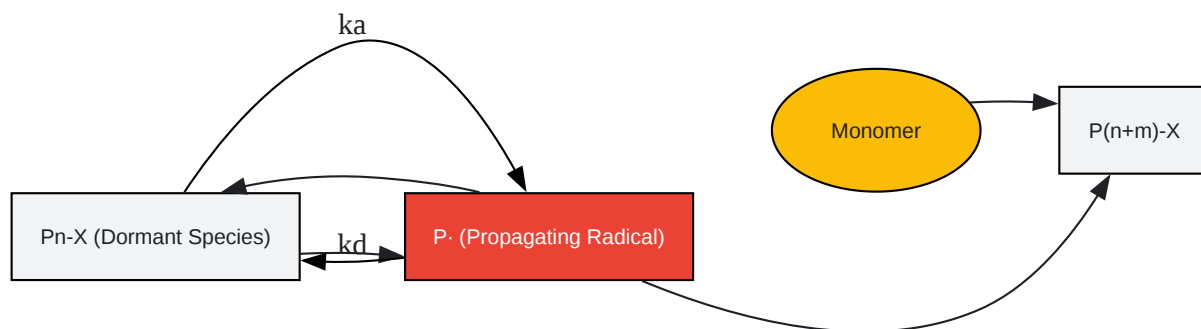 ka
Monomer
P(n+m)-X
Pn-X (Dormant Species)
kd
P· (Propagating Radical)